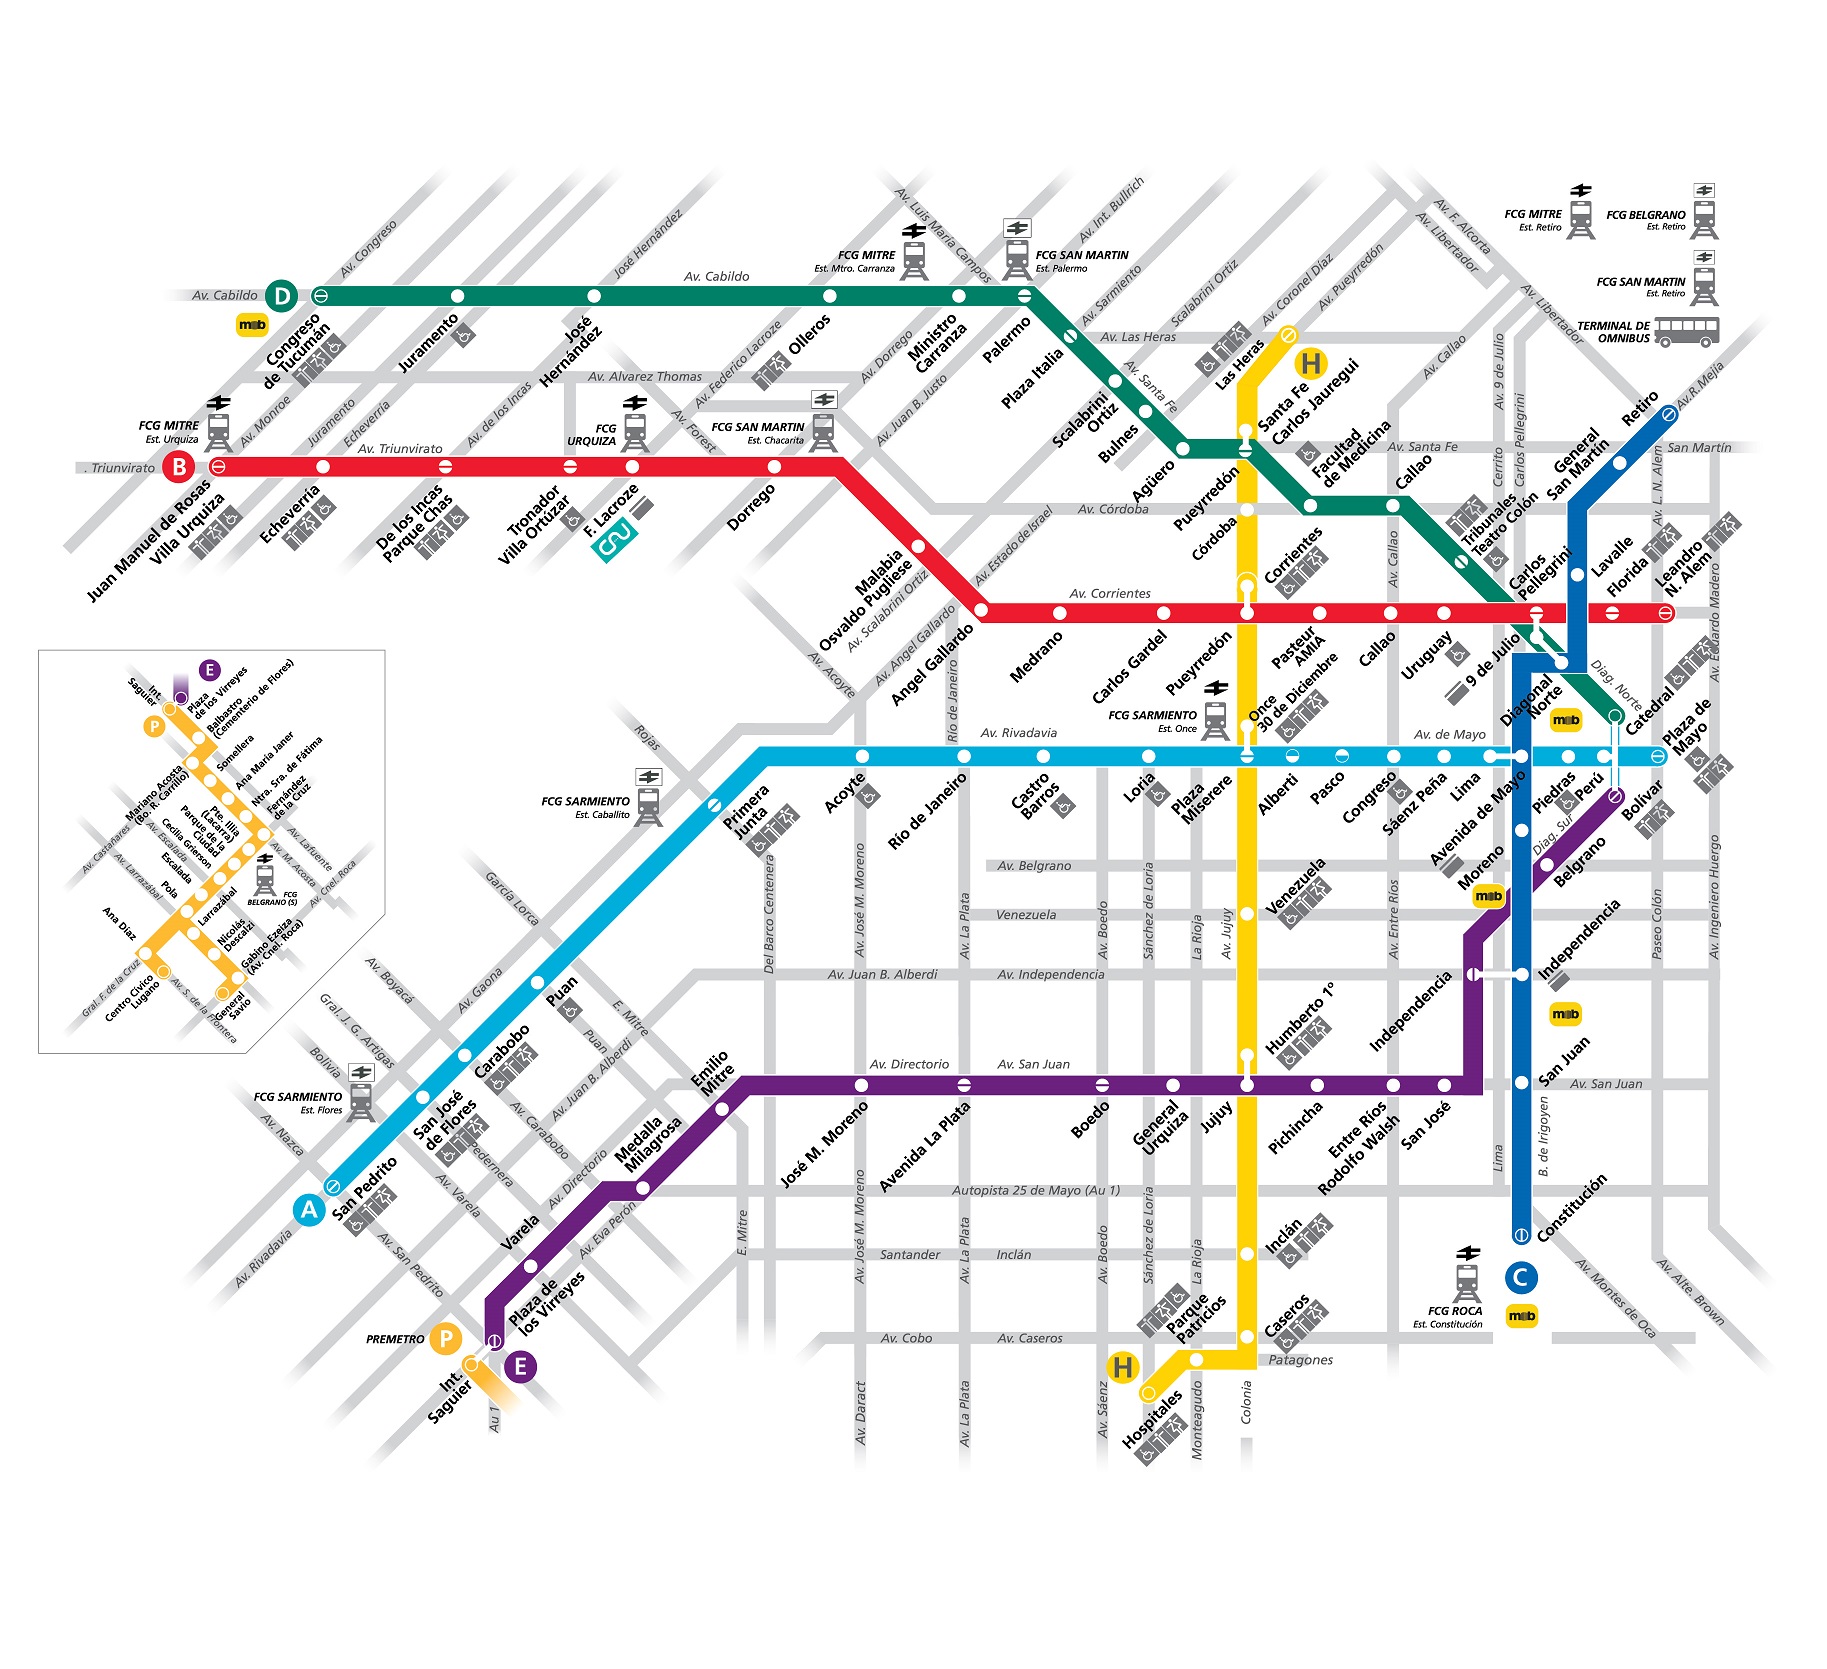 Gral. F. de la Cruz
Centro Cívico
Lugano
Ana Díaz
Av. Castañares
Av. Larrazábal
Av. Escalada
Mariano Acosta
(Bo. R. Carrillo)
P
Int.
Saguier
E
Plaza
de los Virreyes
Balbastro
(Cementerio de Flores)
Somellera
Ana María Janer
Ntra. Sra. de Fátima
Fernández
de la Cruz
Pte. Illia
(Lacarra)
Parque de la
Ciudad
Cecilia Grierson
Escalada
Pola
Larrazábal
Nicolás
Descalzi
Gabino Ezeiza
(Av. Cnel. Roca)
General
Savio
Av. S. de la Frontera
FCG
BELGRANO (S)
Av. M. Acosta
Av. Lafuente
Av. Cnel. Roca
A
San Pedrito
San José
de Flores
Carabobo
Puan
Primera
Junta
Acoyte
Río de Janeiro
Castro
Barros
Loria
Plaza
Miserere
Alberti
Pasco
Congreso
Sáenz Peña
Lima
Piedras
Perú
Plaza de
Mayo
B
Juan Manuel de Rosas
Villa Urquiza
Echeverría
De los Incas
Parque Chas
Tronador
Villa Ortúzar
F. Lacroze
Dorrego
Malabia
Osvaldo Pugliese
Angel Gallardo
Medrano
Carlos Gardel
Pueyrredón
Pasteur
AMIA
Callao
Uruguay
Carlos
Pellegrini
Florida
Leandro
N. Alem
C
Constitución
San Juan
Independencia
Moreno
Avenida de Mayo
Diagonal
Norte
Lavalle
General
San Martín
Retiro
D
Congreso
de Tucumán
Juramento
José
Hernández
Olleros
Ministro
Carranza
Palermo
Plaza Italia
Scalabrini
Ortiz
Bulnes
Agüero
Pueyrredón
Facultad
de Medicina
Callao
Tribunales
Teatro Colón
9 de Julio
Catedral
PREMETRO
P
Int.
Saguier
E
Plaza de
los Virreyes
Varela
Medalla
Milagrosa
Emilio
Mitre
José M. Moreno
Avenida La Plata
Boedo
General
Urquiza
Jujuy
Pichincha
Entre Ríos
Rodolfo Walsh
San José
Independencia
Belgrano
Bolívar
H
Hospitales
Parque
Patricios
Caseros
Inclán
Humberto 1°
Venezuela
Once
30 de Diciembre
Corrientes
Córdoba
Santa Fe
Carlos Jauregui
Las Heras
H
FCG SARMIENTO
Est. Flores
FCG SARMIENTO
Est. Caballito
FCG SARMIENTO
Est. Once
FCG MITRE
Est. Urquiza
FCG
URQUIZA
FCG SAN MARTIN
Est. Chacarita
FCG MITRE
Est. Mtro. Carranza
FCG SAN MARTIN
Est. Palermo
FCG ROCA
Est. Constitución
FCG MITRE
Est. Retiro
FCG BELGRANO
Est. Retiro
FCG SAN MARTIN
Est. Retiro
TERMINAL DE
OMNIBUS
Av. Rivadavia
Av. Nazca
Bolivia
Gral. J. G. Artigas
Av. Boyacá
Av. San Pedrito
Av. Varela
Pedernera
Av. Carabobo
Av. Gaona
García Lorca
Puan
E. Mitre
Av. Directorio
Av. Juan B. Alberdi
Av. Eva Perón
Au 1
Rojas
E. Mitre
Del Barco Centenera
Av. Daract
Av. José M. Moreno
Av. José M. Moreno
Av. Cobo
Santander
Av. Directorio
Av. Juan B. Alberdi
Av. La Plata
Av. La Plata
Av. La Plata
Río de Janeiro
Av. Caseros
Inclán
Autopista 25 de Mayo (Au 1)
Av. San Juan
Av. Independencia
Venezuela
Av. Belgrano
Av. Rivadavia
Av. Sáenz
Av. Boedo
Av. Boedo
Sánchez de Loria
Sánchez de Loria
Monteagudo
La Rioja
La Rioja
Colonia
Av. Jujuy
Patagones
Av. Entre Ríos
Av. Callao
Av. de Mayo
Lima
B. de Irigoyen
Cerrito
Av. 9 de Julio
Carlos Pellegrini
Diag. Sur
Diag. Norte
Av. San Juan
Av. Montes de Oca
Av. Alte. Brown
Paseo Colón
Av. L. N. Alem
Av. Ingeniero Huergo
Av. Eduardo Madero
San Martín
Av. R. Mejía
Av. Libertador
Av. Libertador
Av. F. Alcorta
Av. Callao
Av. Santa Fe
Av. Pueyrredón
Av. Coronel Díaz
Scalabrini Ortiz
Av. Las Heras
Av. Santa Fe
Av. Sarmiento
Av. Int. Bullrich
Av. Luis María Campos
Av. Juan B. Justo
Av. Dorrego
Av. Córdoba
Av. Corrientes
Av. Estado de Israel
Av. Angel Gallardo
Av. Scalabrini Ortiz
Av. Acoyte
Av. Federico Lacroze
Av. Forest
Av. Alvarez Thomas
Av. Cabildo
José Hernández
Av. de los Incas
Av. Triunvirato
Echeverria
Juramento
Av. Monroe
Av. Congreso
Av. Cabildo
. Triunvirato